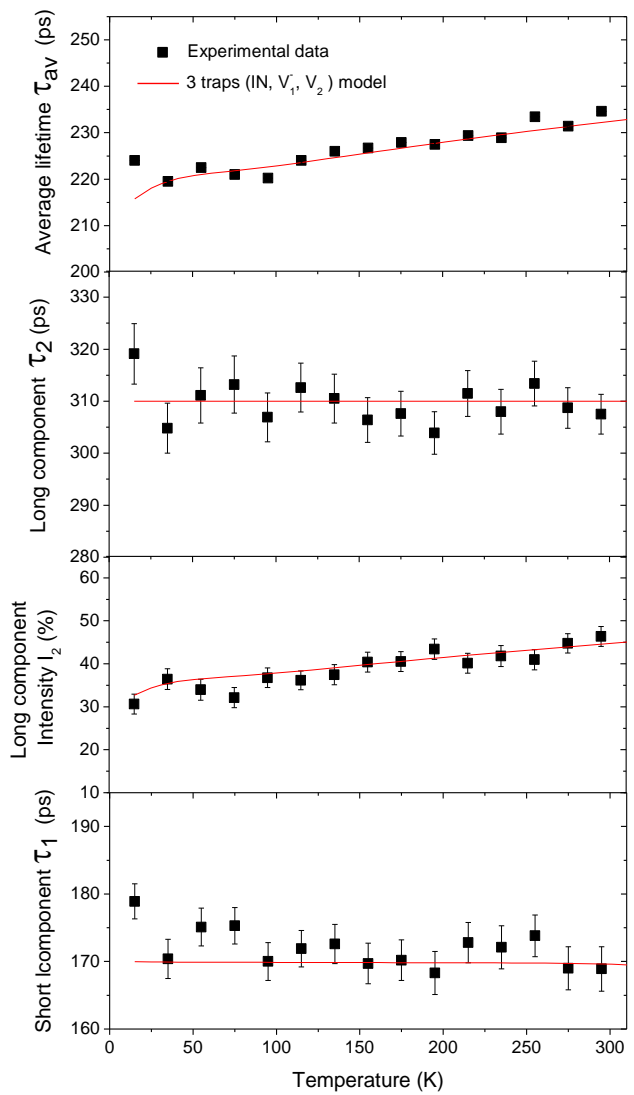 Average lifetime τav (ps)
250
240
230
220
210
200
Experimental data
3 traps (IN, V1-, V2 ) model
Long component τ2 (ps)
330
320
310
300
290
280
Long component
Intensity I2 (%)
60
50
40
30
20
10
Short lcomponent τ1 (ps)
190
180
170
160
0 50 100 150 200 250 300
Temperature (K)